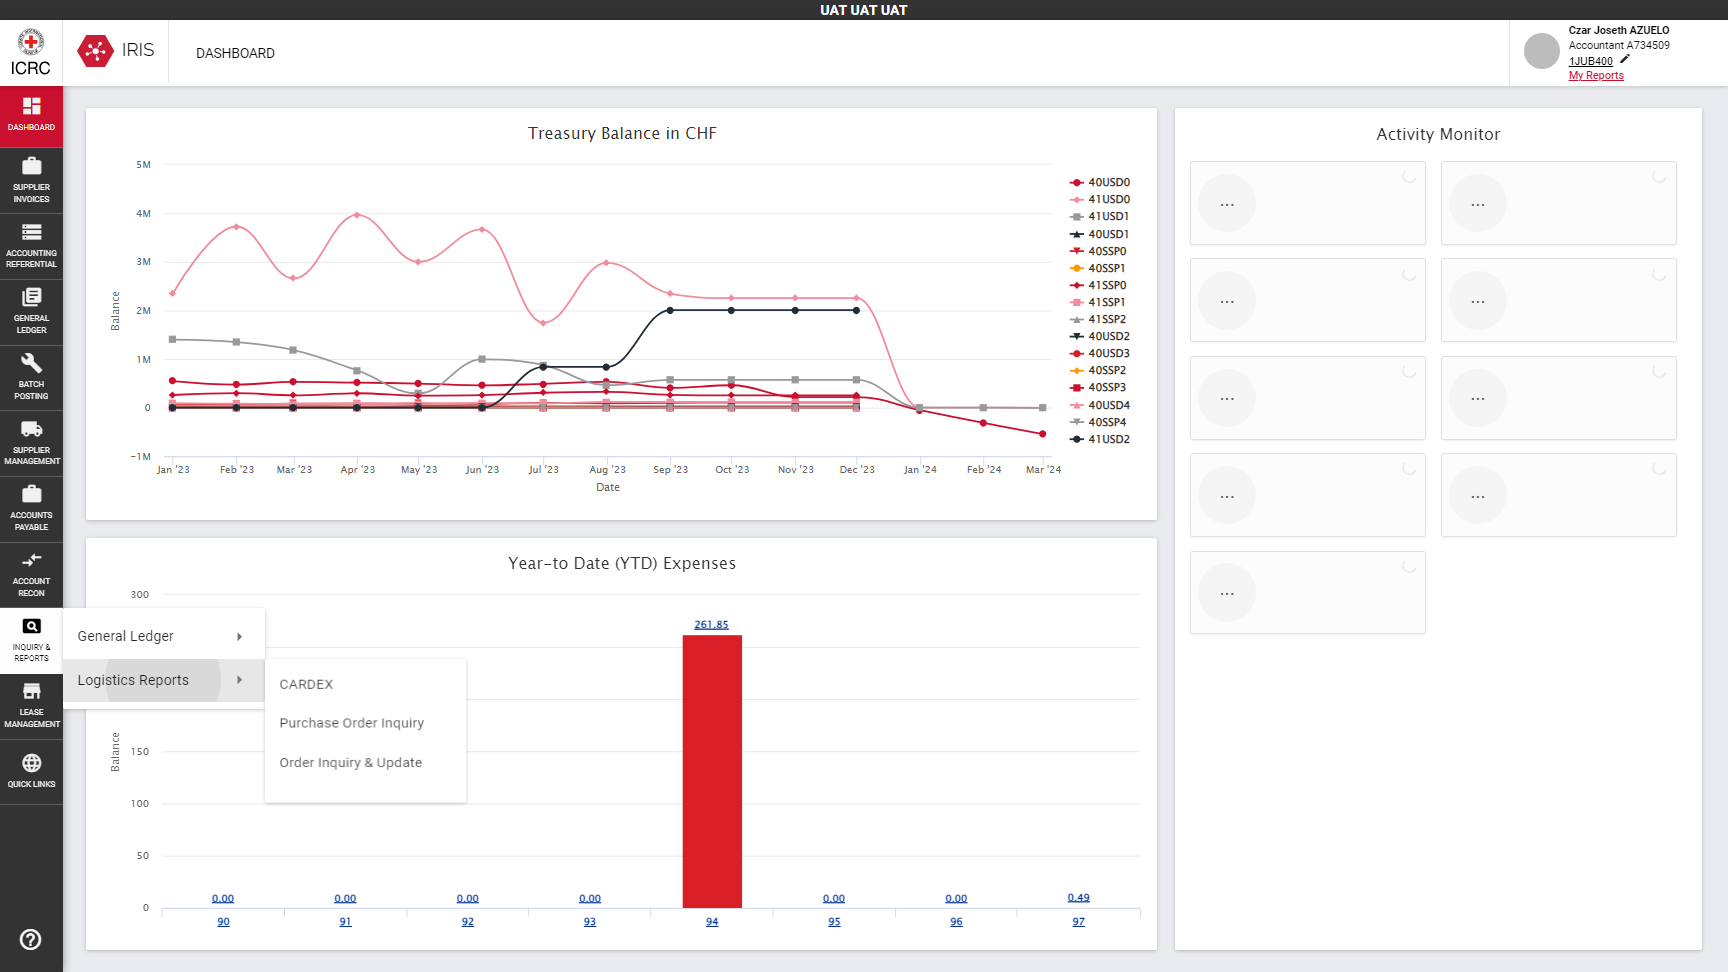 UAT UAT UAT
ICRC
IRIS
DASHBOARD
Czar Joseth AZUELO
Accountant A734509
1JUB400
My Reports
DASHBOARD
SUPPLIER
INVOICES
ACCOUNTING
REFERENTIAL
GENERAL
LEDGER
BATCH
POSTING
SUPPLIER
MANAGEMENT
ACCOUNTS
PAYABLE
ACCOUNT
RECON
INQUIRY &
REPORTS
LEASE
MANAGEMENT
QUICK LINKS
Treasury Balance in CHF
5M
4M
3M
2M
1M
0
-1M
Balance
Jan '23
Feb '23
Mar '23
Apr '23
May '23
Jun '23
Jul '23
Aug '23
Sep '23
Oct '23
Nov '23
Dec '23
Jan '24
Feb '24
Mar '24
Date
40USD0
41USD0
41USD1
40USD1
40SSP0
40SSP1
41SSP0
41SSP1
41SSP2
40USD2
40USD3
40SSP2
40SSP3
40USD4
40SSP4
41USD2
Year-to Date (YTD) Expenses
300
150
100
50
0
Balance
0.00
0.00
0.00
0.00
261.85
0.00
0.00
0.49
90
91
92
93
94
95
96
97
General Ledger
Logistics Reports
CARDEX
Purchase Order Inquiry
Order Inquiry & Update
Activity Monitor
...
...
...
...
...
...
...
...
...